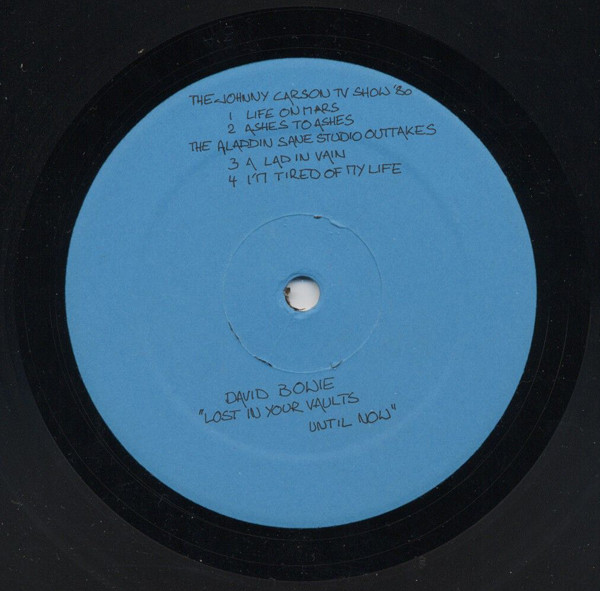 THE JOHNNY CARSON TV SHOW '80
1 LIFE ON MARS
2 ASHES TO ASHES
THE ALADDIN SANE STUDIO OUTTAKES
3 A LAD IN VAIN
4 I'M TIRED OF MY LIFE
DAVID BOWIE
"LOST IN YOUR VAULTS
UNTIL NOW"